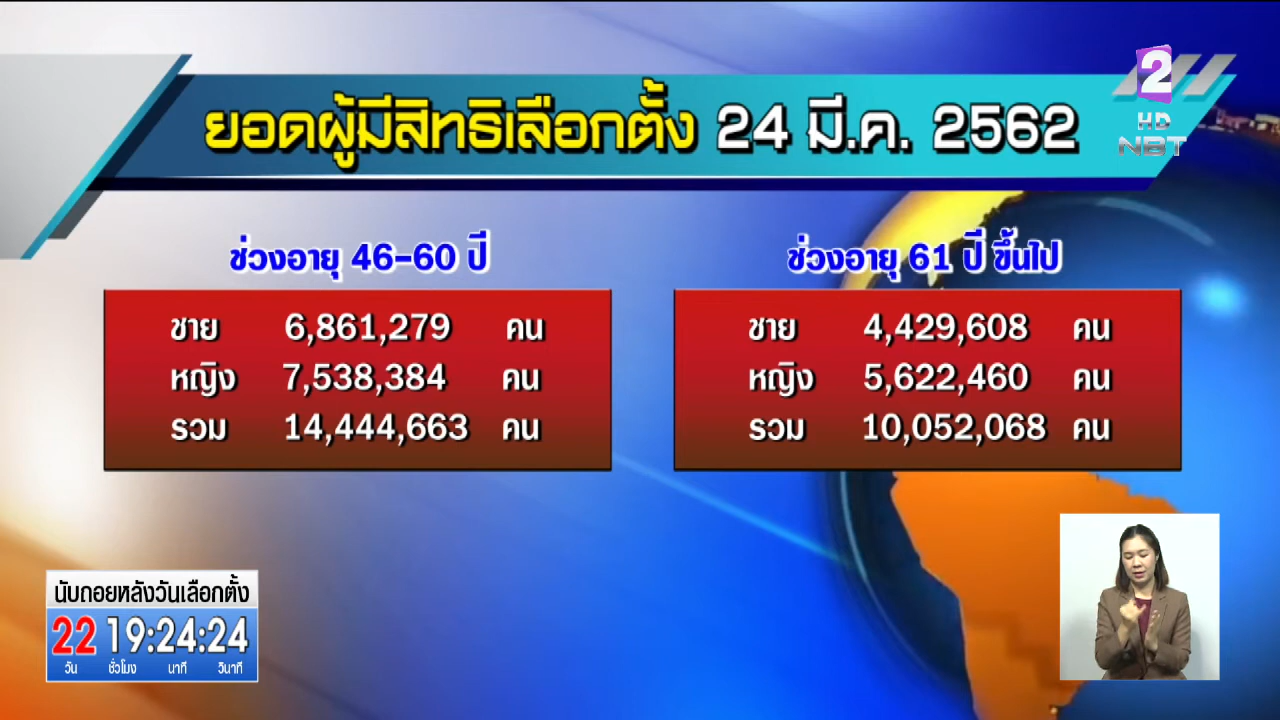 ยอดผู้มีสิทธิเลือกตั้ง 24 มี.ค. 2562
2
HD
NBT
ช่วงอายุ 46-60 ปี
ชาย 6,861,279 คน
หญิง 7,538,384 คน
รวม 14,444,663 คน
ช่วงอายุ 61 ปี ขึ้นไป
ชาย 4,429,608 คน
หญิง 5,622,460 คน
รวม 10,052,068 คน
นับถอยหลังวันเลือกตั้ง
22 19:24:24
วัน ชั่วโมง นาที วินาที